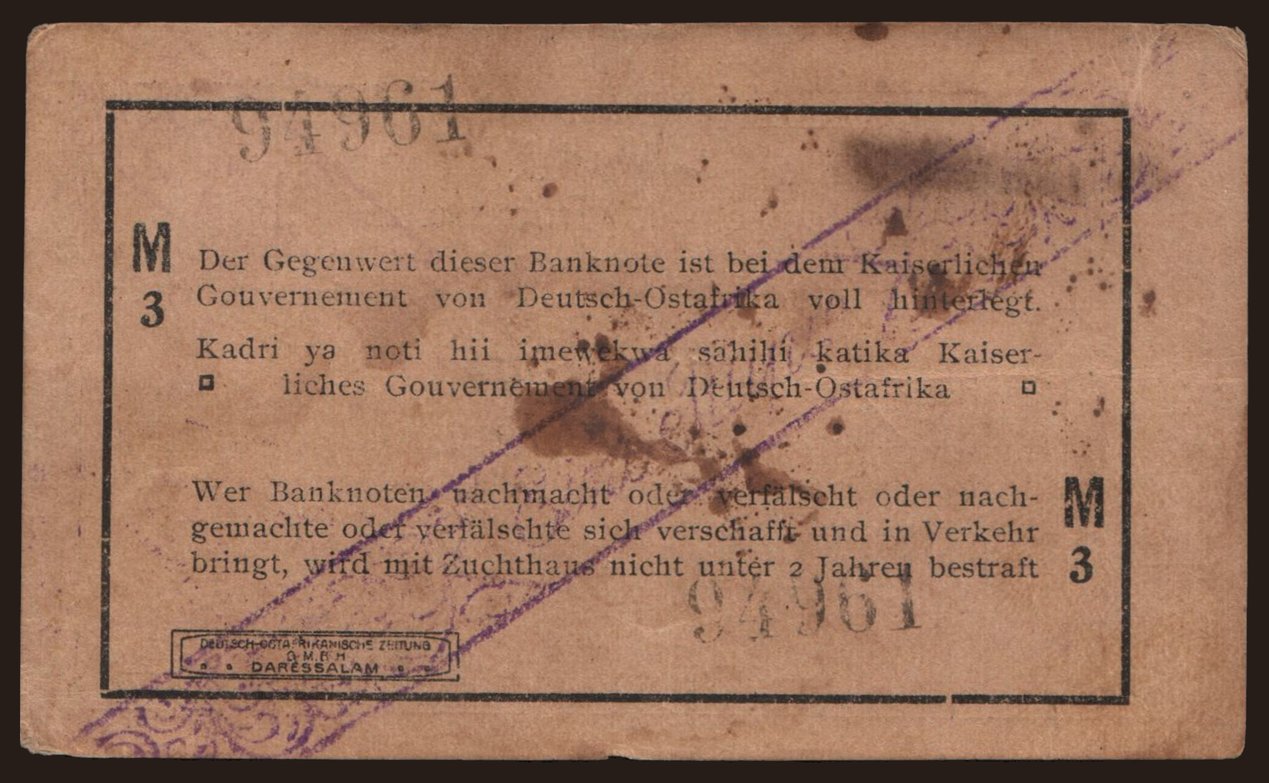 94961
M
3
Der Gegenwert dieser Banknote ist bei dem Kaiserlichen
Gouvernement von Deutsch-Ostafrika voll hinterlegt.
Kadri ya noti hii imewekwa sahihi katika Kaiser-
liches Gouvernement von Deutsch-Ostafrika
Wer Banknoten nachmacht oder verfälscht oder nach-
gemachte oder verfälschte sich verschafft und in Verkehr
bringt, wird mit Zuchthaus nicht unter 2 Jahren bestraft
M
3
94961
DEUTSCH-OSTAFRIKANISCHE ZEITUNG
G.M.B.H
DARESSALAM